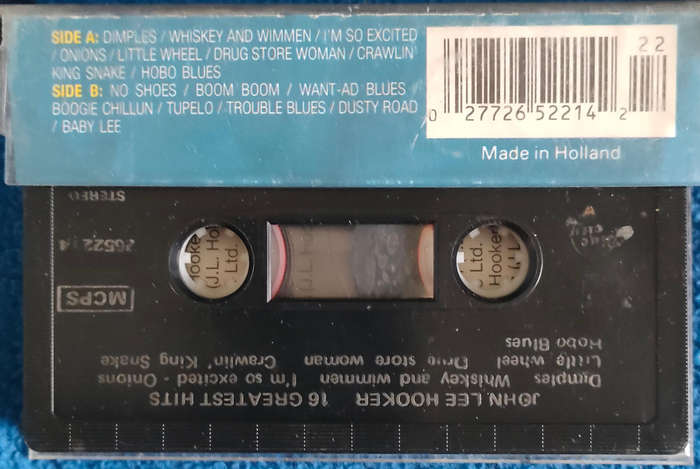 SIDE A: DIMPLES / WHISKEY AND WIMMEN / I'M SO EXCITED
/ ONIONS / LITTLE WHEEL / DRUG STORE WOMAN / CRAWLIN'
KING SNAKE / HOBO BLUES
SIDE B: NO SHOES / BOOM BOOM / WANT-AD BLUES /
BOOGIE CHILLUN / TUPELO / TROUBLE BLUES / DUSTY ROAD
/ BABY LEE
22
0 27726 52214 2
Made in Holland
JOHN LEE HOOKER 16 GREATEST HITS
Dimples Whiskey and wimmen I'm so excited - Onions
Little wheel Drug store woman Crawlin' King Snake
Hobo Blues
MCPS
2652214
STEREO
A
Hooker
(J.L. Ho
Ltd.
Ltd.
Hooker